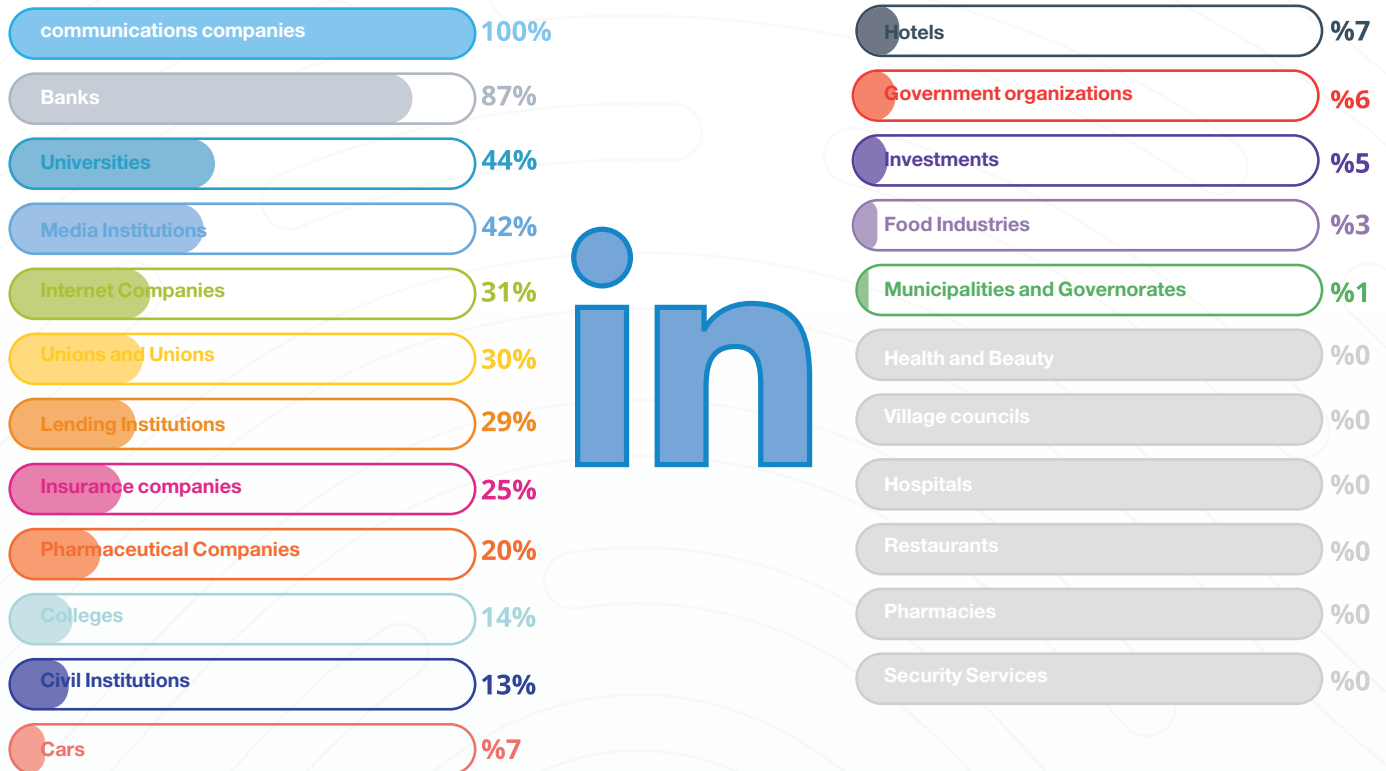 communications companies 100%
Banks 87%
Universities 44%
Media Institutions 42%
Internet Companies 31%
Unions and Unions 30%
Lending Institutions 29%
Insurance companies 25%
Pharmaceutical Companies 20%
Colleges 14%
Civil Institutions 13%
Cars %7
in
Hotels %7
Government organizations %6
Investments %5
Food Industries %3
Municipalities and Governorates %1
Health and Beauty %0
Village councils %0
Hospitals %0
Restaurants %0
Pharmacies %0
Security Services %0